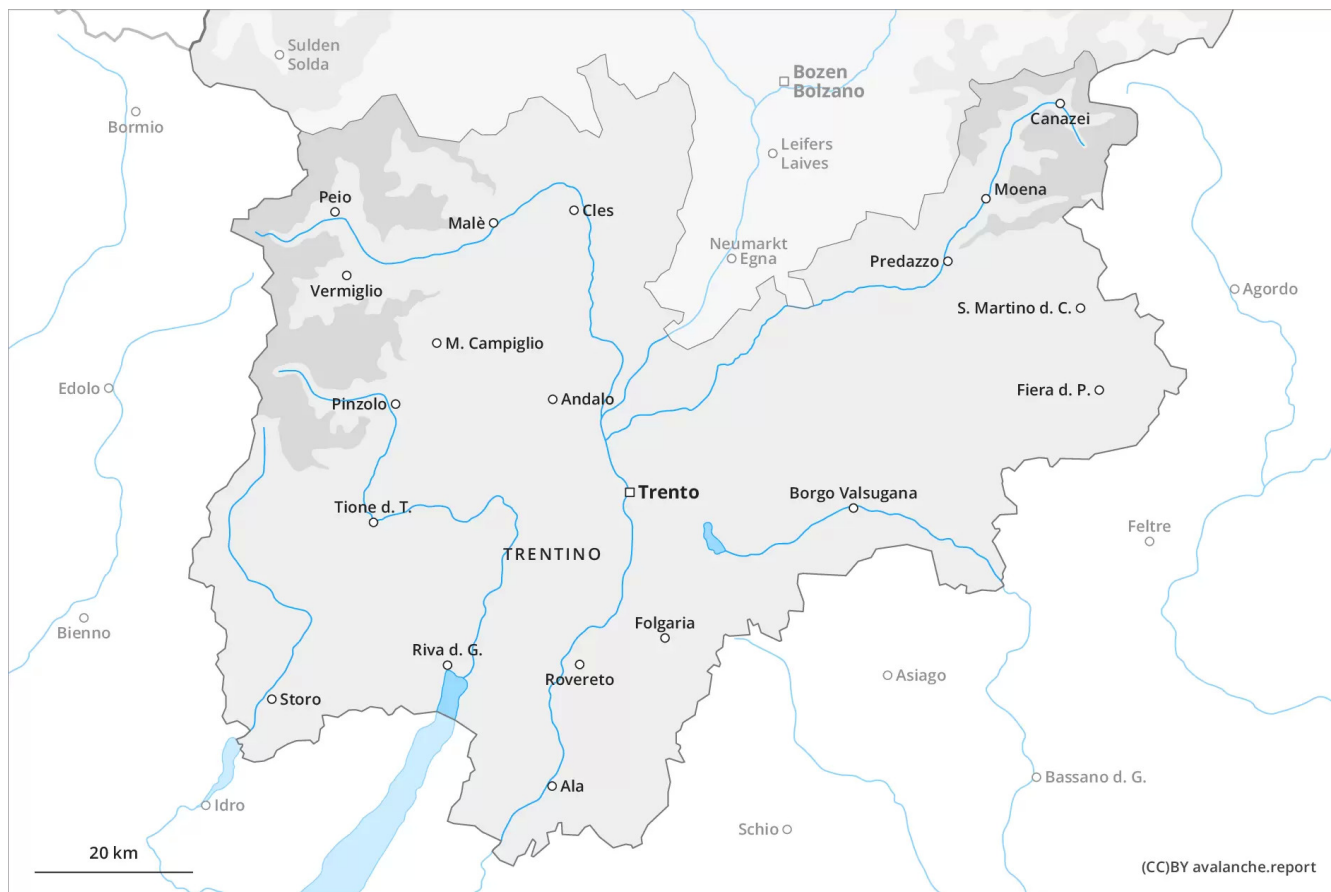 Sulden
Solda
Bozen
Bolzano
Bormio
Canazei
Leifers
Laives
Peio
Moena
Malè
Cles
Neumarkt
Egna
Predazzo
Vermiglio
Agordo
S. Martino d. C.
M. Campiglio
Edolo
Fiera d. P.
Pinzolo
Andalo
Trento
Borgo Valsugana
Tione d. T.
Feltre
TRENTINO
Bienno
Folgaria
Riva d. G.
Rovereto
Asiago
Storo
Bassano d. G.
Ala
Idro
Schio
20 km
(CC)BY avalanche.report